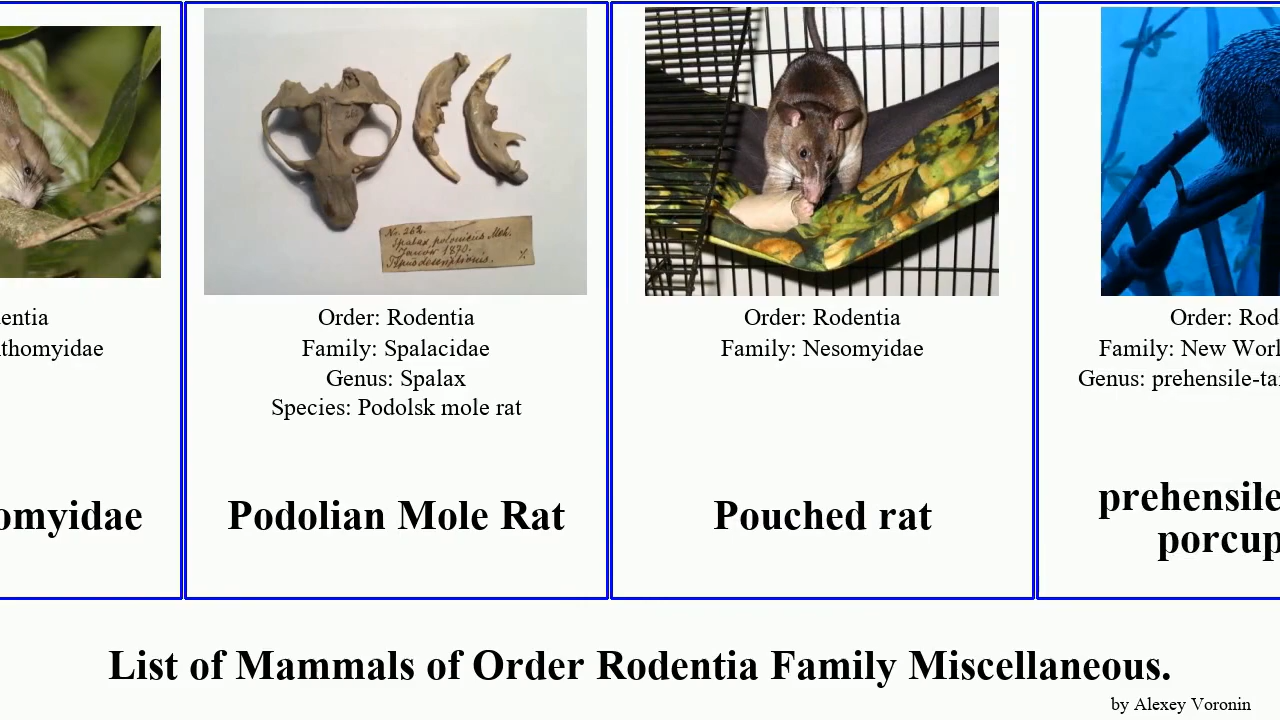 entia
thomyidae
omyidae
No. 262.
Order: Rodentia
Family: Spalacidae
Genus: Spalax
Species: Podolsk mole rat
Podolian Mole Rat
Order: Rodentia
Family: Nesomyidae
Pouched rat
Order: Rod
Family: New Worl
Genus: prehensile-ta
prehensile
porcup
List of Mammals of Order Rodentia Family Miscellaneous.
by Alexey Voronin